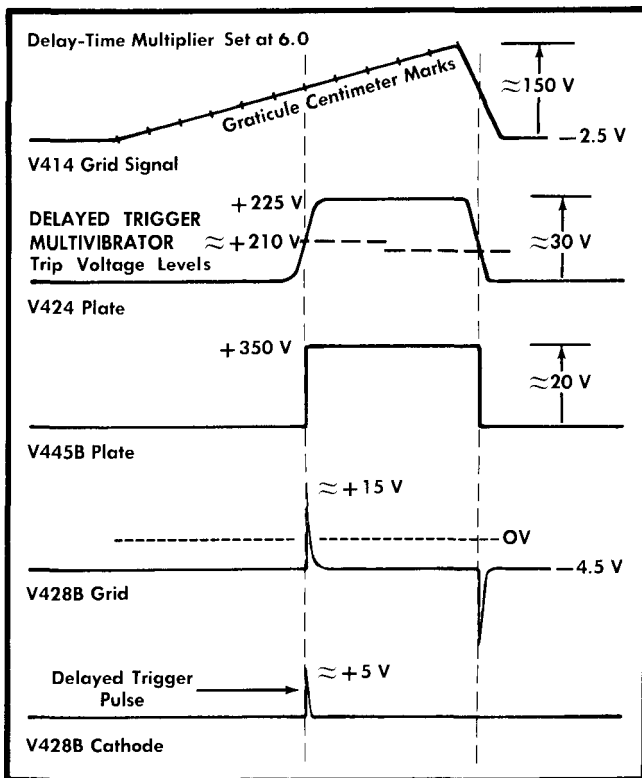 Delay-Time Multiplier Set at 6.0
Graticule Centimeter Marks
≈150 V
−2.5 V
V414 Grid Signal
+225 V
DELAYED TRIGGER
MULTIVIBRATOR ≈+210 V
Trip Voltage Levels
≈30 V
V424 Plate
+350 V
≈20 V
V445B Plate
≈+15 V
OV
−4.5 V
V428B Grid
≈+5 V
Delayed Trigger
Pulse
V428B Cathode